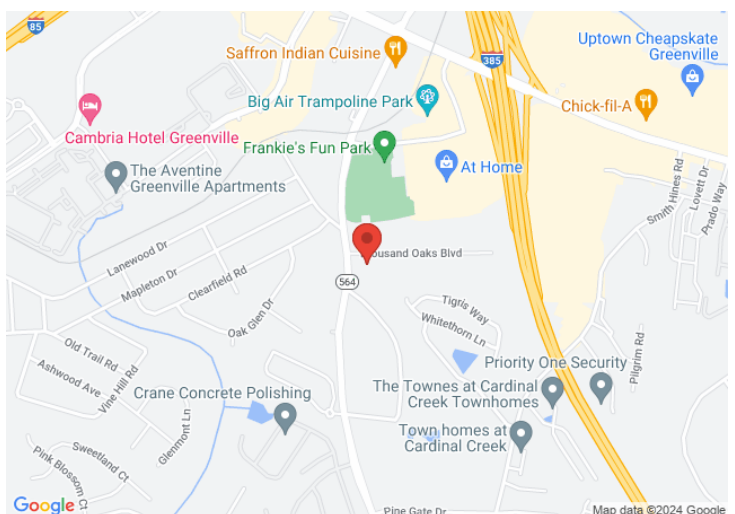 85
Saffron Indian Cuisine
385
Uptown Cheapskate
Greenville
Big Air Trampoline Park
Chick-fil-A
Cambria Hotel Greenville
Frankie's Fun Park
At Home
The Aventine
Greenville Apartments
Smith Hines Rd
Lovett Dr
Prado Way
Lanewood Dr
Mapleton Dr
Clearfield Rd
Oaks Blvd
564
Oak Glen Dr
Tigris Way
Whitethorn Ln
Old Trail Rd
Ashwood Ave
Vine Hill Rd
Pilgrim Rd
Priority One Security
Crane Concrete Polishing
The Townes at Cardinal
Creek Townhomes
Glenmont Ln
Town homes at
Cardinal Creek
Sweetland Ct
Pink Blossom Ct
Google
Pine Gate Dr
Map data ©2024 Google